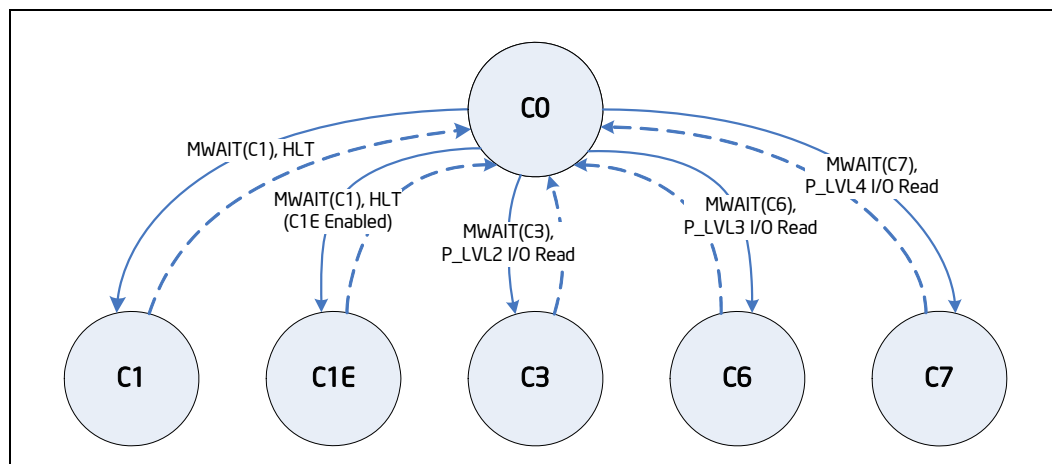 C0
MWAIT(C1), HLT
MWAIT(C1), HLT
(C1E Enabled)
MWAIT(C3),
P_LVL2 I/O Read
MWAIT(C6),
P_LVL3 I/O Read
MWAIT(C7),
P_LVL4 I/O Read
C1
C1E
C3
C6
C7